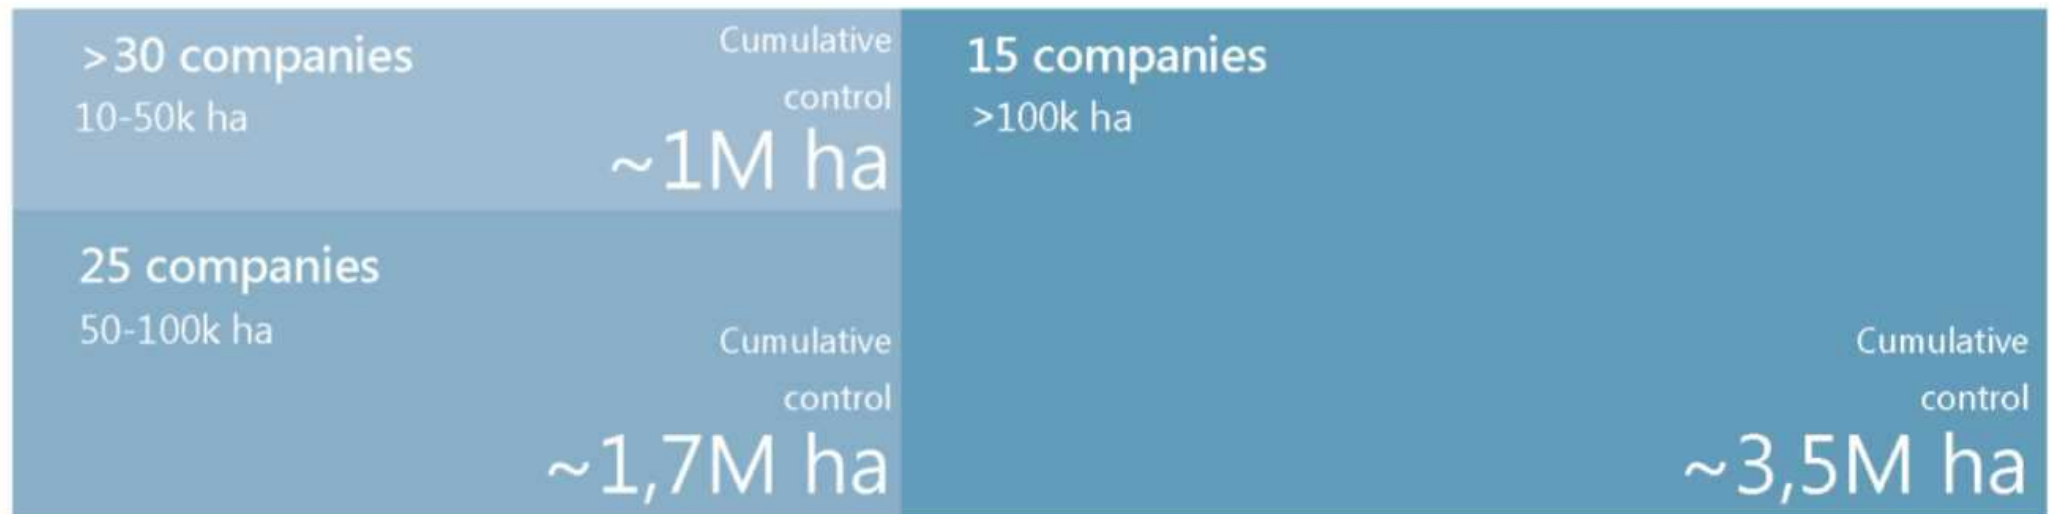 >30 companies
10-50k ha
Cumulative
control
~1M ha
25 companies
50-100k ha
Cumulative
control
~1,7M ha
15 companies
>100k ha
Cumulative
control
~3,5M ha